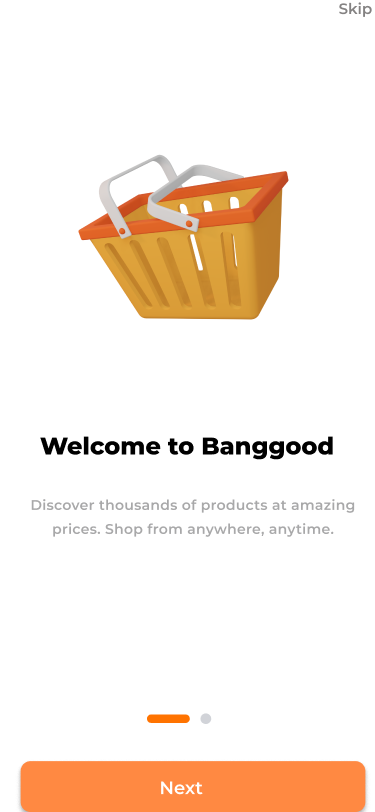 Skip
Welcome to Banggood
Discover thousands of products at amazing
prices. Shop from anywhere, anytime.
Next